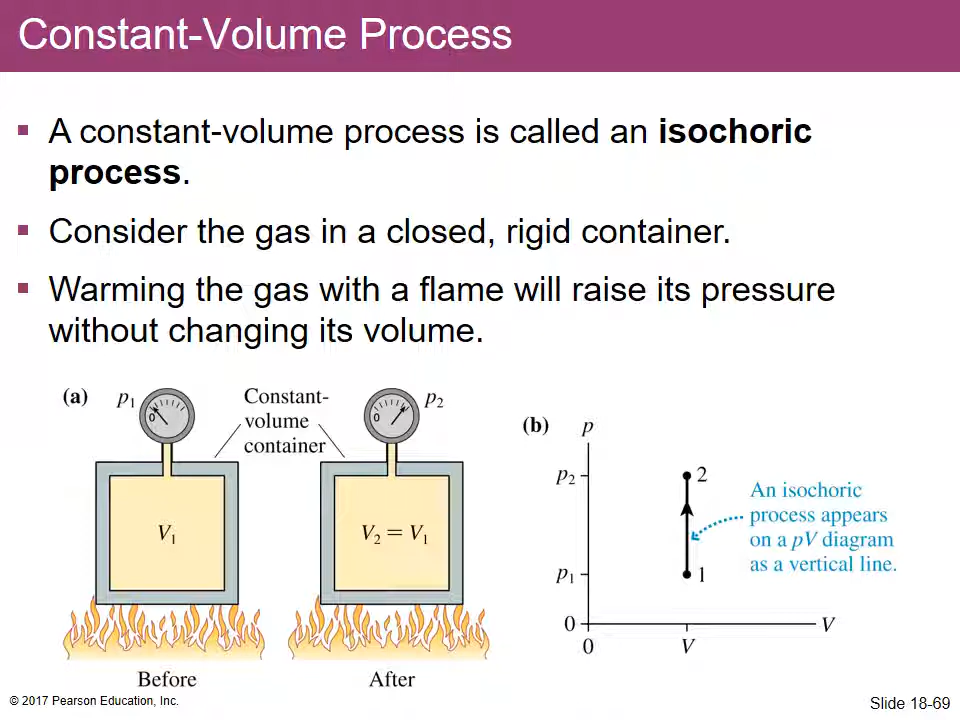 Constant-Volume Process
▪ A constant-volume process is called an isochoric
process.
▪ Consider the gas in a closed, rigid container.
▪ Warming the gas with a flame will raise its pressure
without changing its volume.
(a)
p₁
0
Constant-
volume
container
0
p₂
V₁
V₂ = V₁
Before
After
(b)
p
p₂
2
p₁
1
0
0
V
V
An isochoric
process appears
on a pV diagram
as a vertical line.
© 2017 Pearson Education, Inc.
Slide 18-69